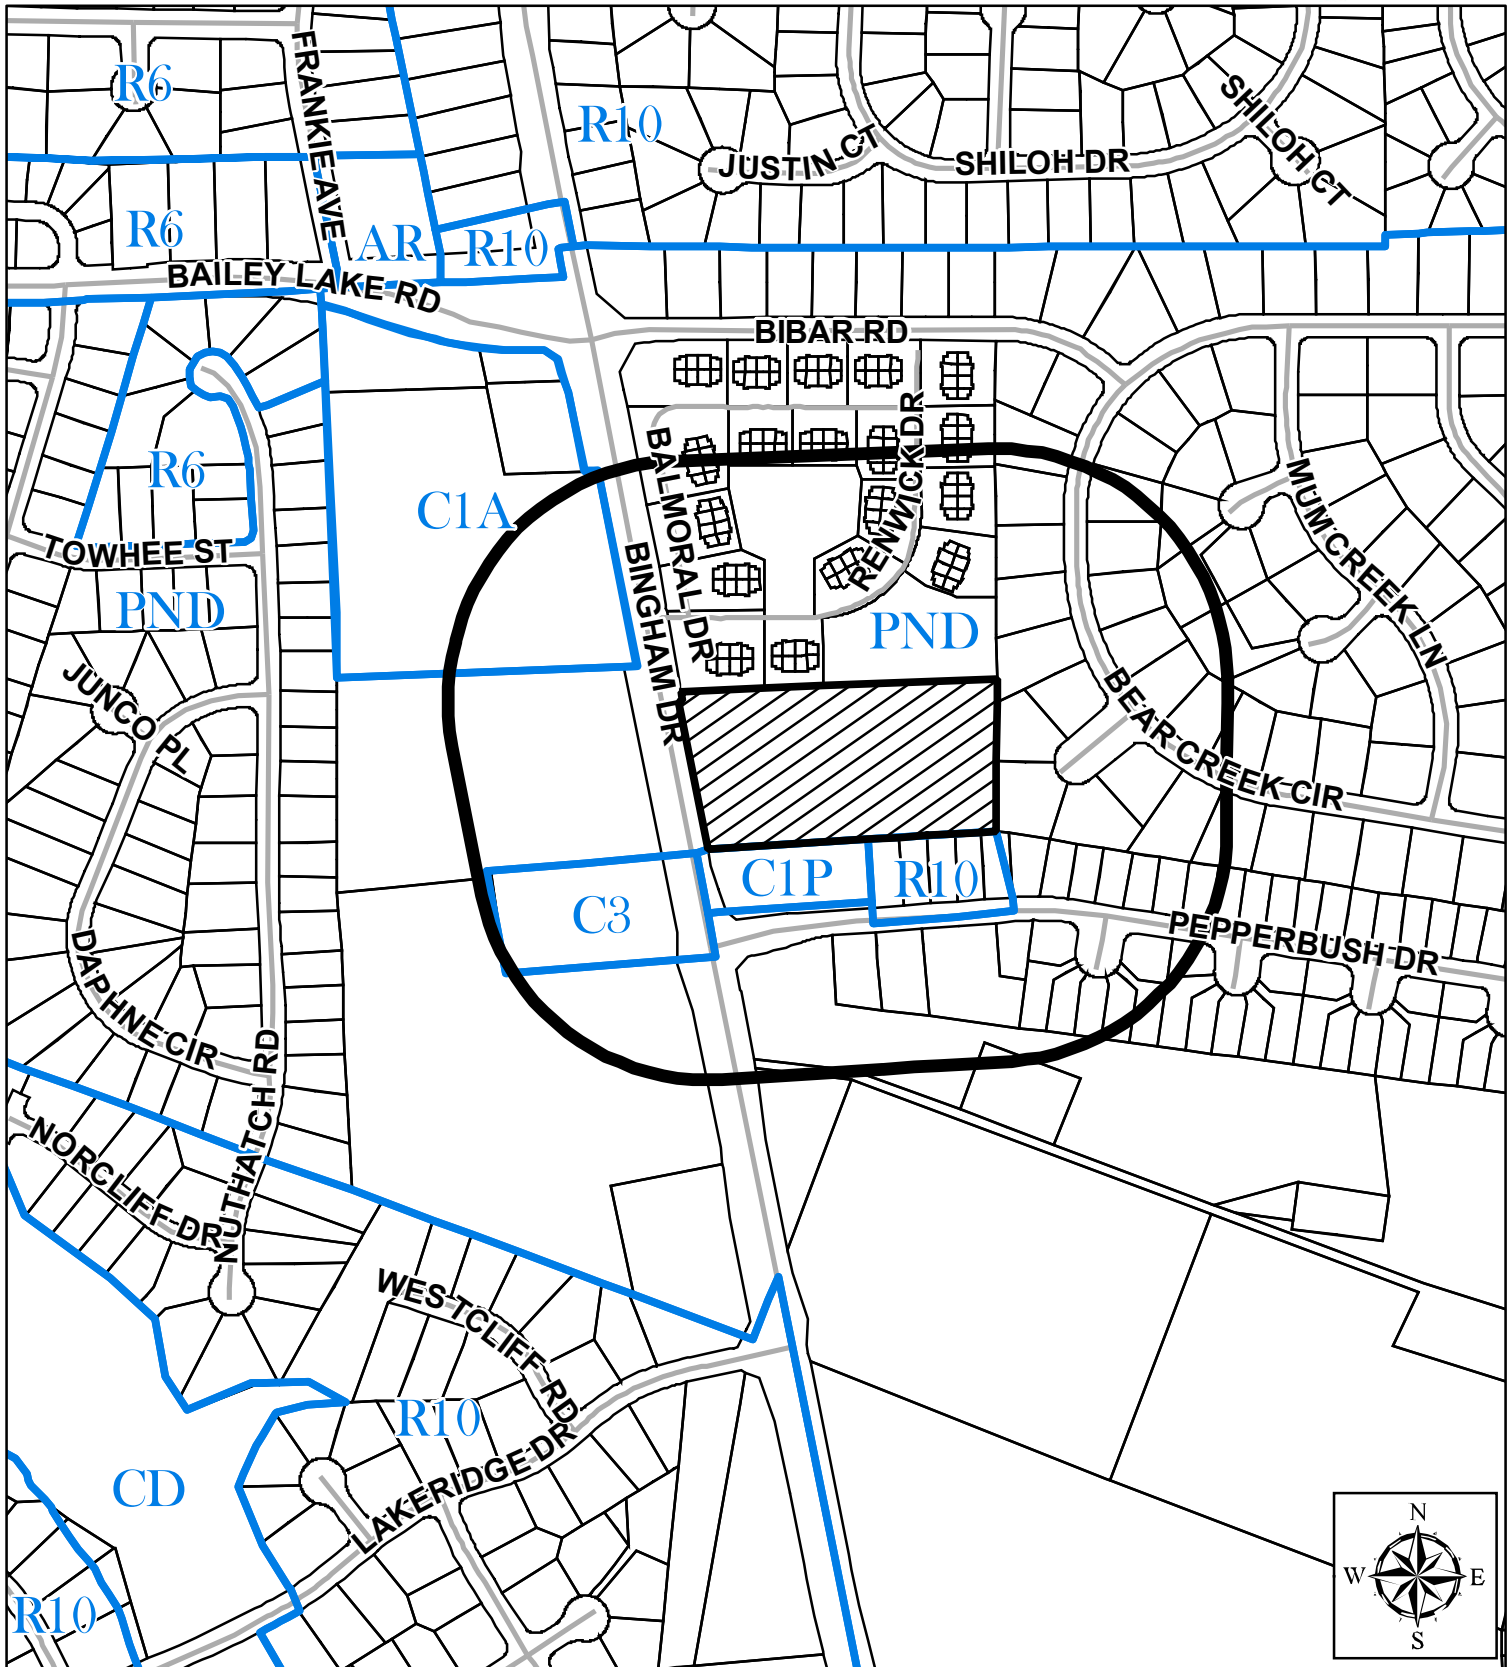 R6
FRANKIE AVE
R10
SHILOH CT
JUSTIN CT
SHILOH DR
R6
AR
R10
BAILEY LAKE RD
BIBAR RD
RENWICK DR
BALMORAL DR
R6
C1A
MUM CREEK LN
TOWHEE ST
BINGHAM DR
PND
PND
JUNCO PL
BEAR CREEK CIR
C1P
R10
C3
PEPPERBUSH DR
DAPHNE CIR
NUTHATCH RD
NORCLIFF DR
WESTCLIFF RD
R10
LAKERIDGE DR
CD
R10
N
W
E
S